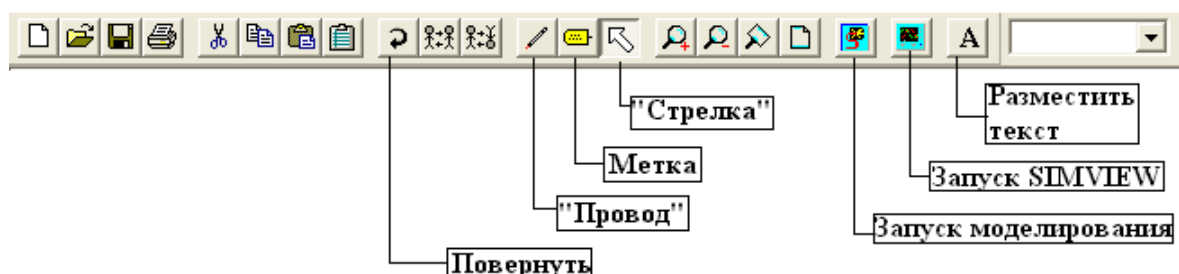 A
"Стрелка"
Разместить
текст
Метка
Запуск SIMVIEW
"Провод"
Запуск моделирования
Повернуть